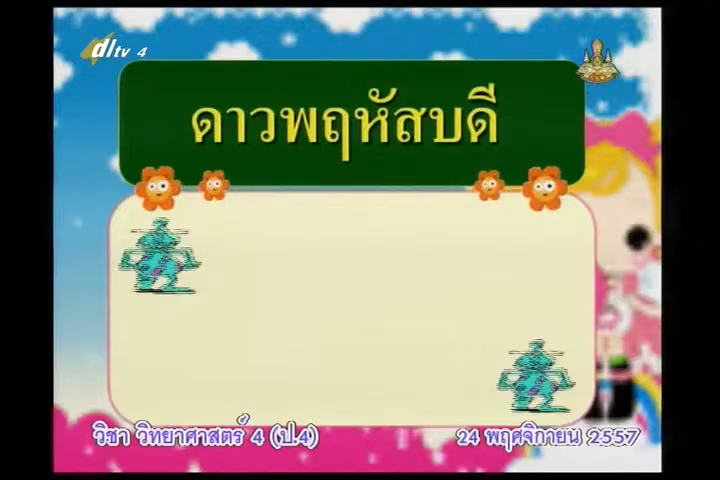 dltv 4
ดาวพฤหัสบดี
วิชา วิทยาศาสตร์ 4 (ป.4)
24 พฤศจิกายน 2557